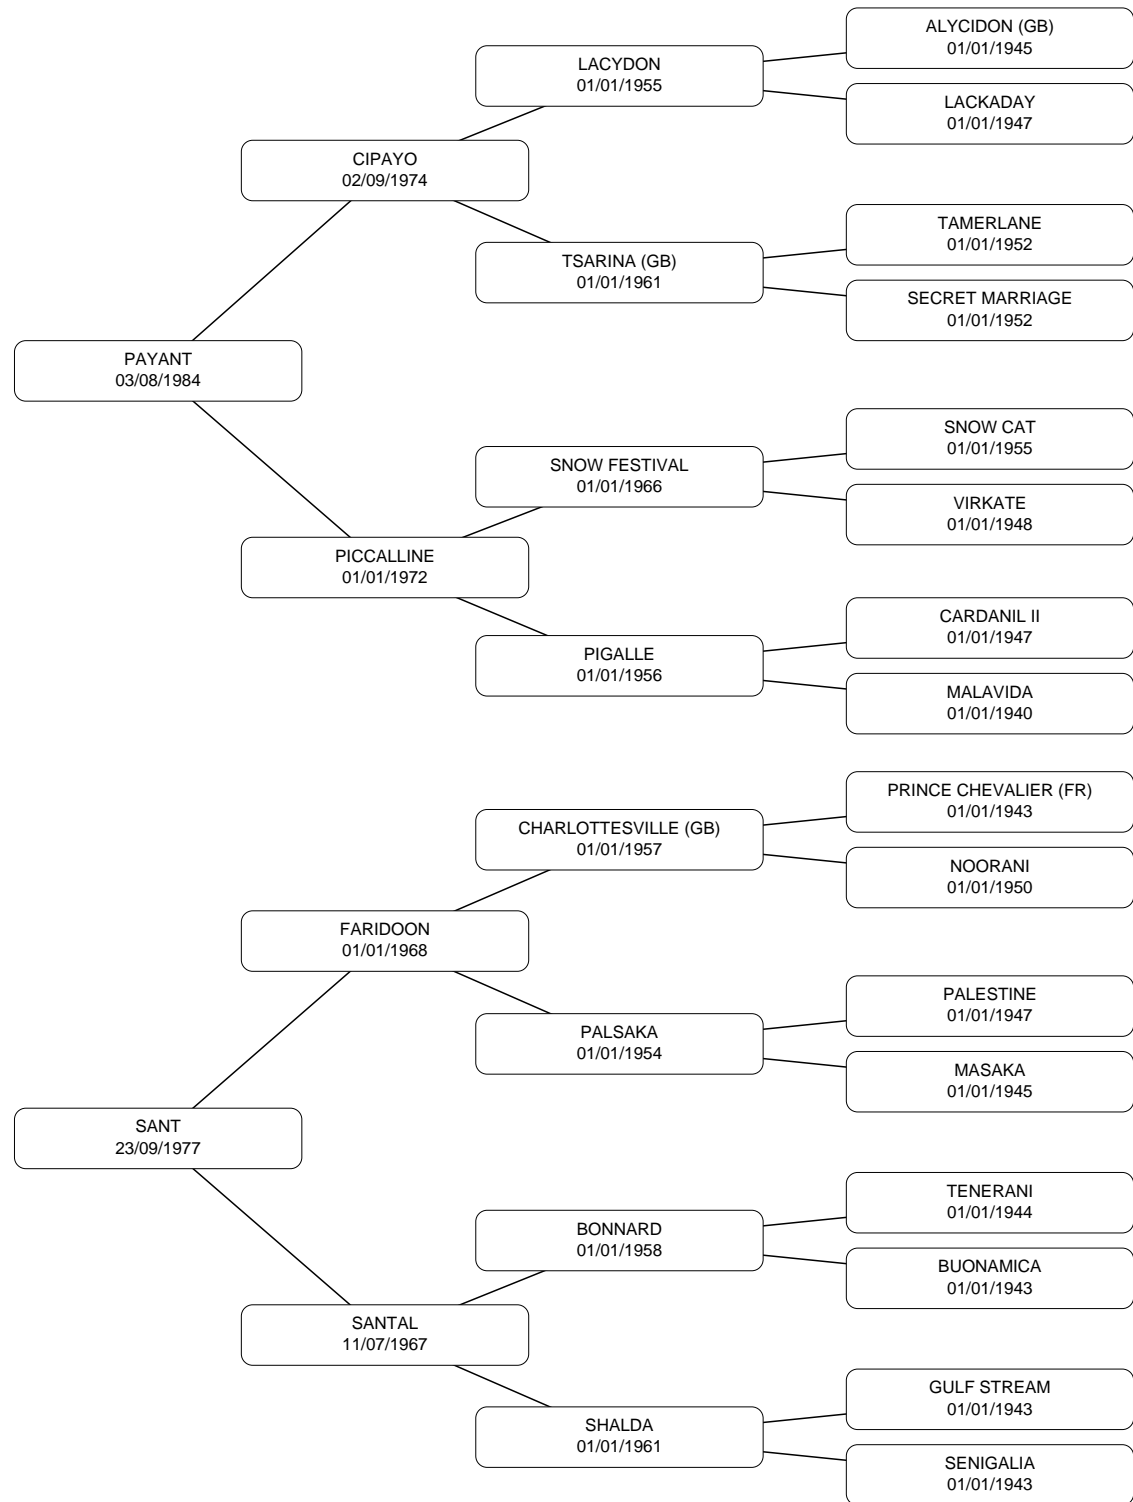 ALYCIDON (GB)
01/01/1945
LACYDON
01/01/1955
LACKADAY
01/01/1947
CIPAYO
02/09/1974
TAMERLANE
01/01/1952
TSARINA (GB)
01/01/1961
SECRET MARRIAGE
01/01/1952
PAYANT
03/08/1984
SNOW CAT
01/01/1955
SNOW FESTIVAL
01/01/1966
VIRKATE
01/01/1948
PICCALLINE
01/01/1972
CARDANIL II
01/01/1947
PIGALLE
01/01/1956
MALAVIDA
01/01/1940
PRINCE CHEVALIER (FR)
01/01/1943
CHARLOTTESVILLE (GB)
01/01/1957
NOORANI
01/01/1950
FARIDOON
01/01/1968
PALESTINE
01/01/1947
PALSAKA
01/01/1954
MASAKA
01/01/1945
SANT
23/09/1977
TENERANI
01/01/1944
BONNARD
01/01/1958
BUONAMICA
01/01/1943
SANTAL
11/07/1967
GULF STREAM
01/01/1943
SHALDA
01/01/1961
SENIGALIA
01/01/1943